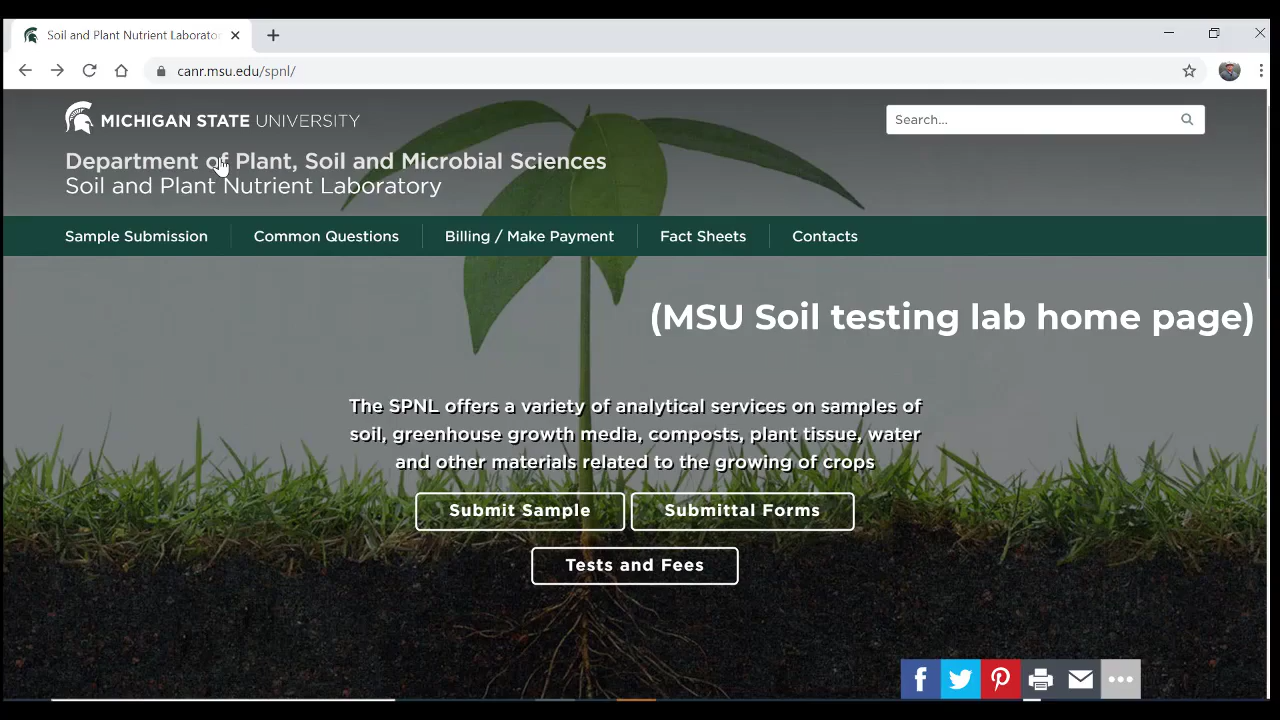 Soil and Plant Nutrient Laborato
canr.msu.edu/spnl/
MICHIGAN STATE UNIVERSITY
Search...
Department of Plant, Soil and Microbial Sciences
Soil and Plant Nutrient Laboratory
Sample Submission
Common Questions
Billing / Make Payment
Fact Sheets
Contacts
(MSU Soil testing lab home page)
The SPNL offers a variety of analytical services on samples of
soil, greenhouse growth media, composts, plant tissue, water
and other materials related to the growing of crops
Submit Sample
Submittal Forms
Tests and Fees